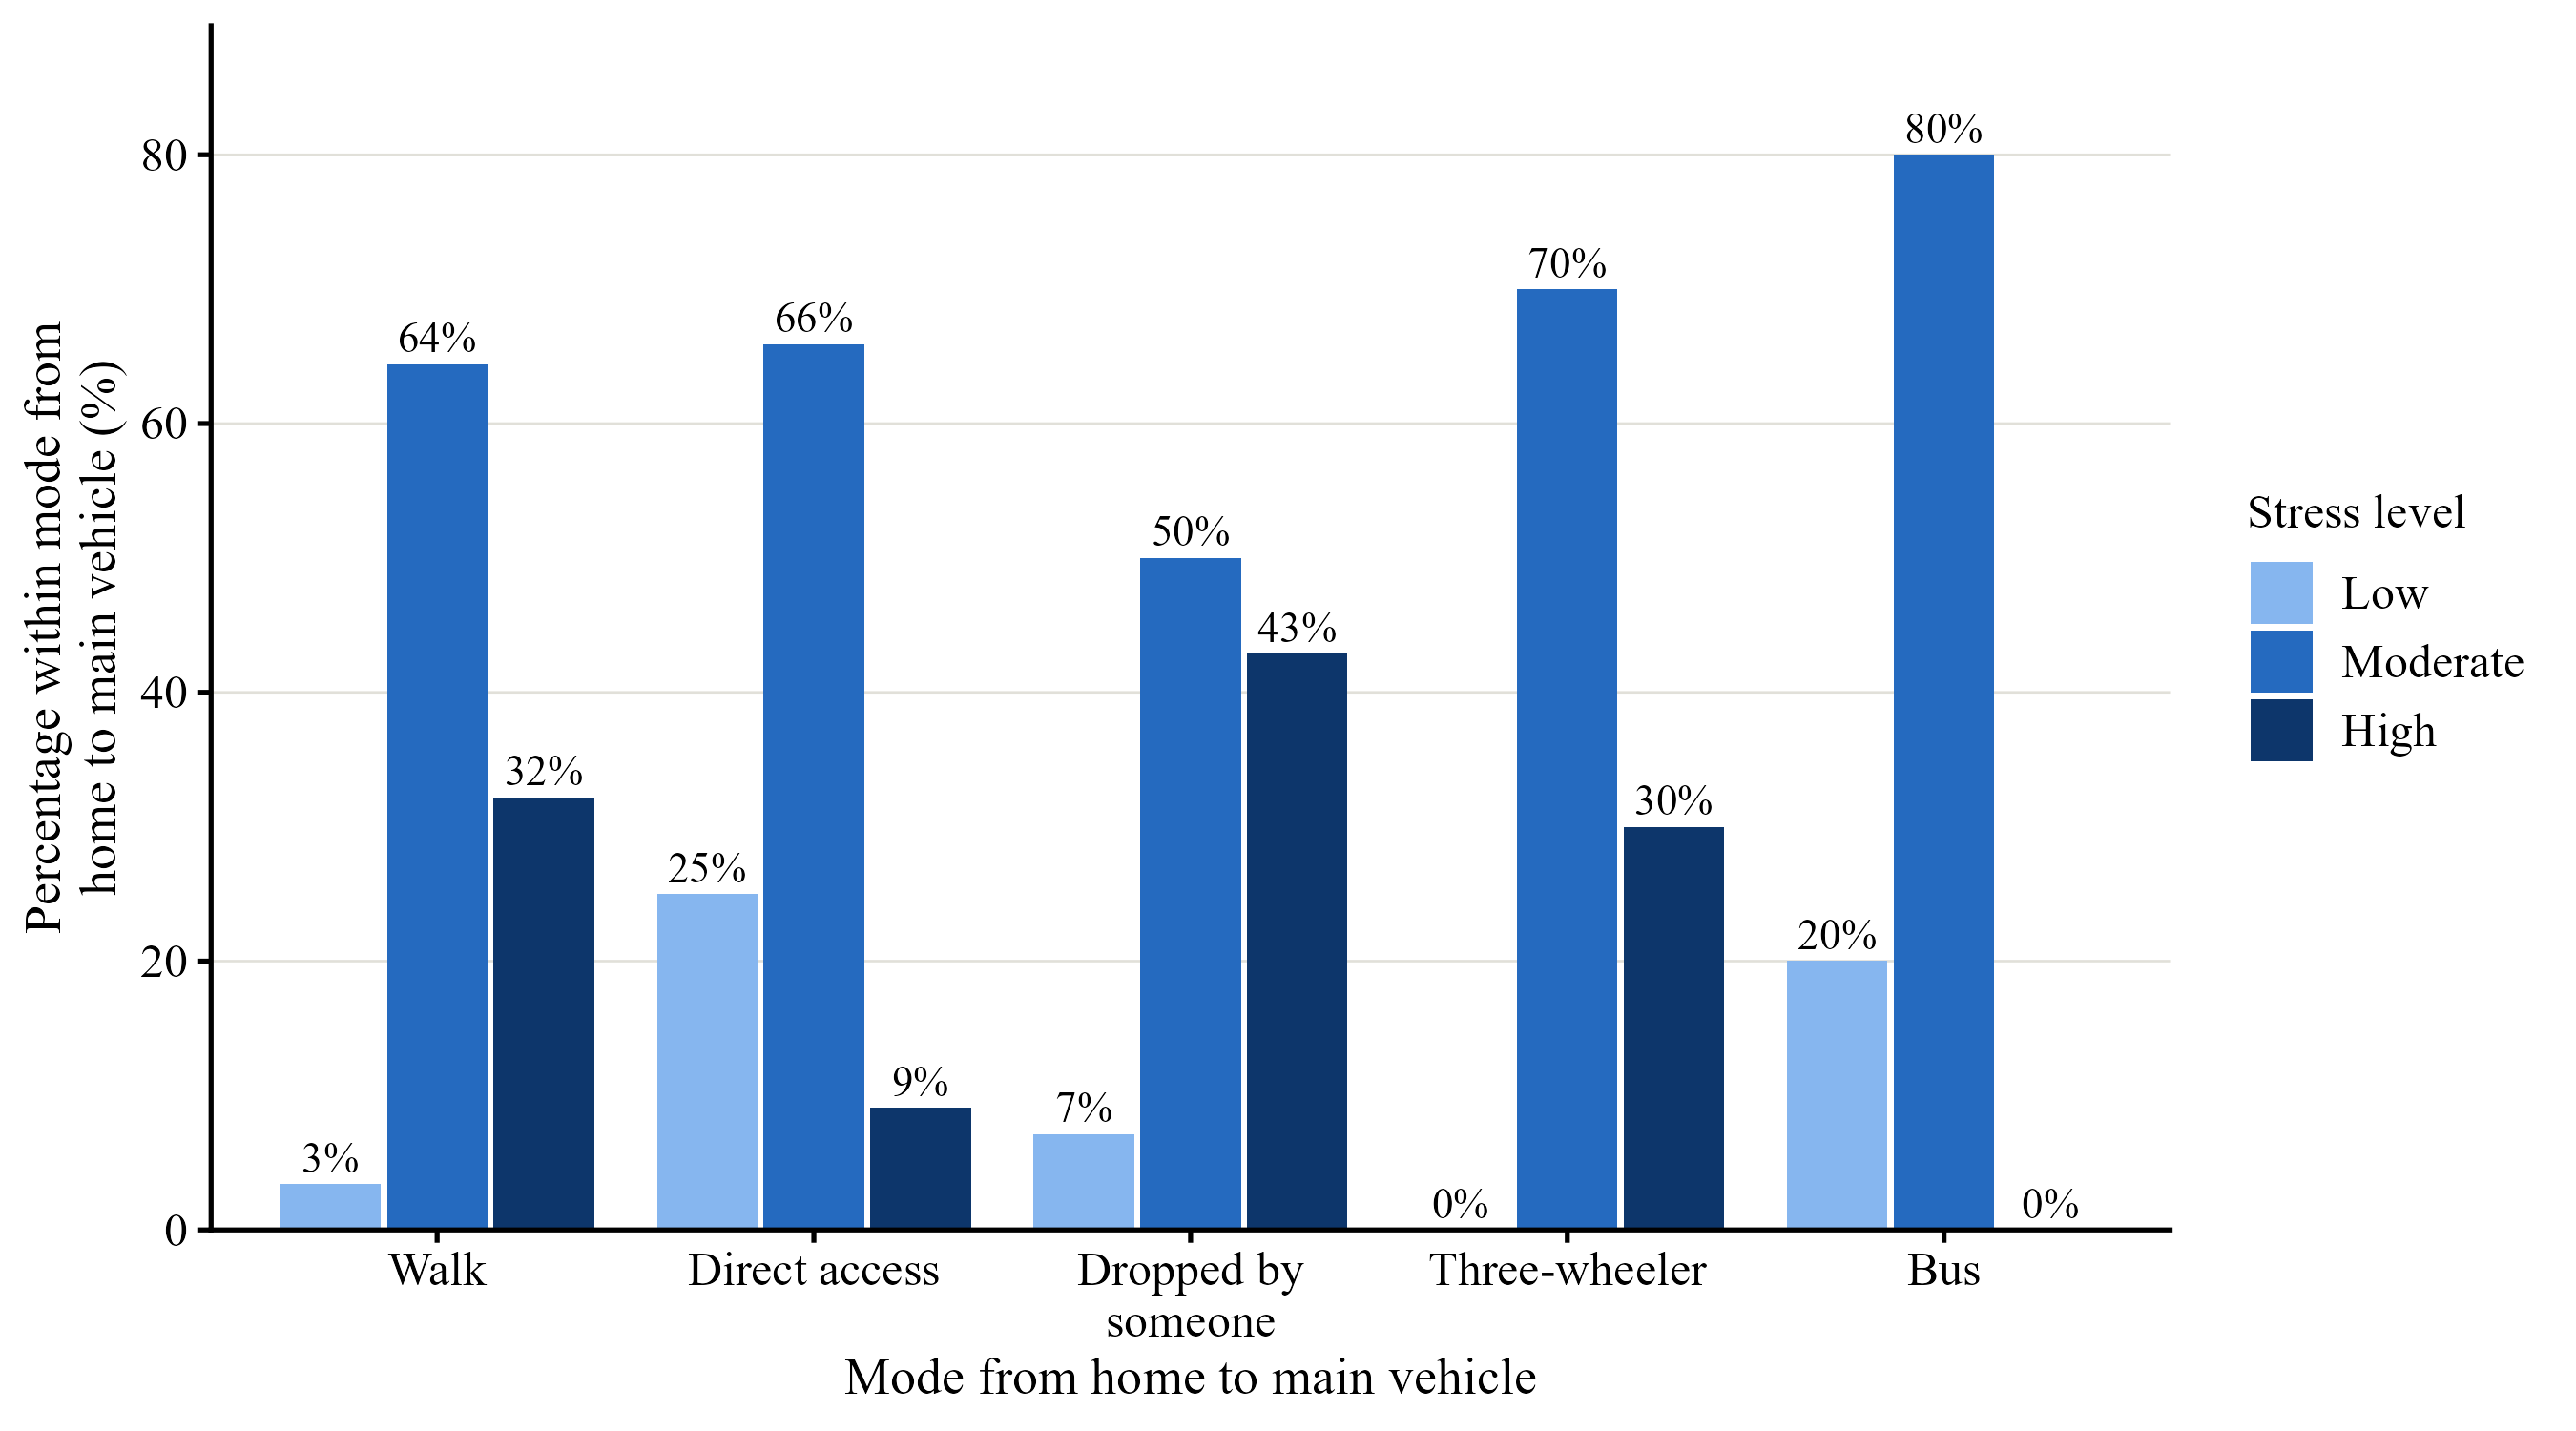 80%
80
70%
66%
64%
60
50%
43%
40
32%
30%
25%
20%
20
9%
7%
3%
0%
0%
0
Percentage within mode from
home to main vehicle (%)
Walk
Direct access
Dropped by
someone
Three-wheeler
Bus
Mode from home to main vehicle
Stress level
Low
Moderate
High